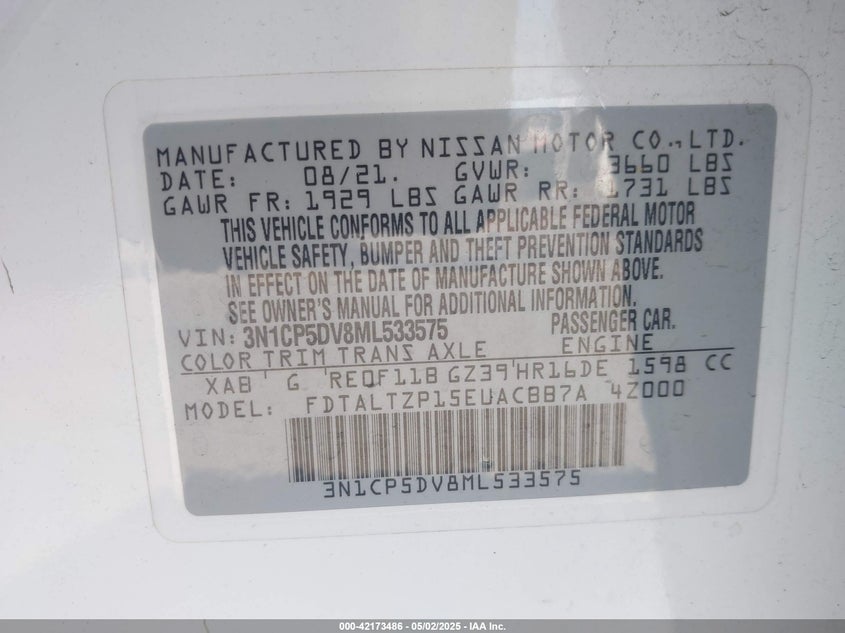 MANUFACTURED BY NISSAN MOTOR CO.,LTD.
DATE: 08/21. GVWR: 3660 LBS
GAWR FR: 1929 LBS GAWR RR: 1731 LBS
THIS VEHICLE CONFORMS TO ALL APPLICABLE FEDERAL MOTOR
VEHICLE SAFETY, BUMPER AND THEFT PREVENTION STANDARDS
IN EFFECT ON THE DATE OF MANUFACTURE SHOWN ABOVE.
SEE OWNER'S MANUAL FOR ADDITIONAL INFORMATION.
VIN: 3N1CP5DV8ML533575 PASSENGER CAR.
COLOR TRIM TRANS AXLE ENGINE
XAB G RE0F11B GZ39 HR16DE 1598 CC
MODEL: FDTALTZP15EUACBB7A 4Z000
3N1CP5DV8ML533575
000-42173486 - 05/02/2025 - IAA Inc.